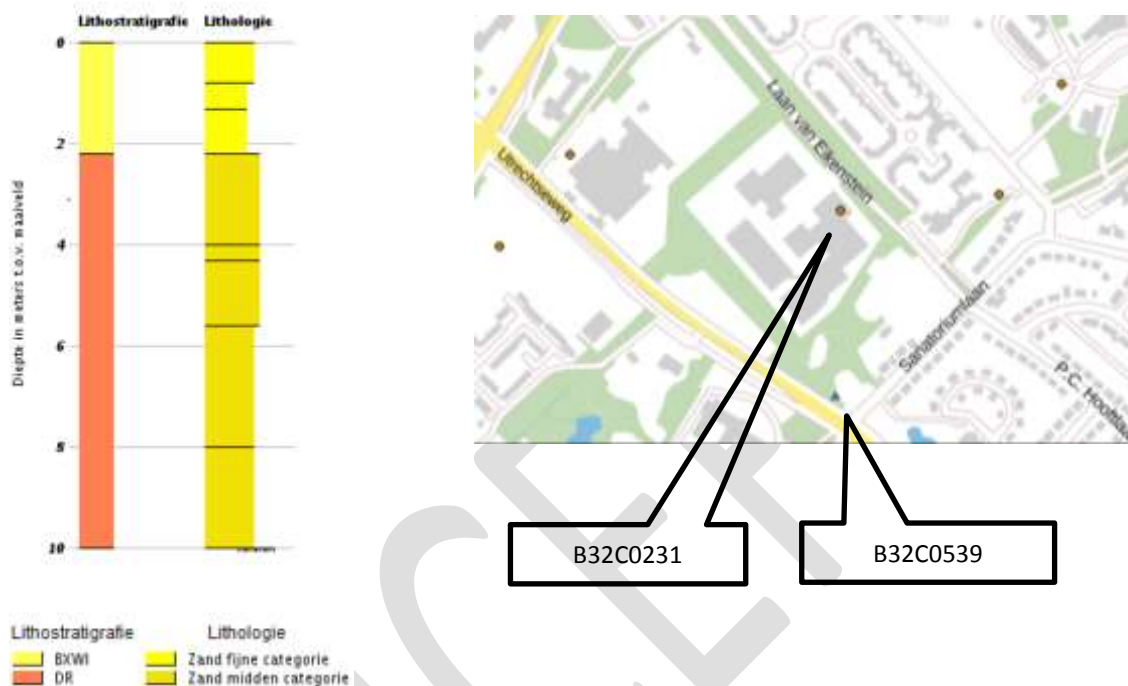 Lithostratigrafie Lithologie
0
2
4
6
8
10
Diepte in meters t.o.v. maaiveld
Lithostratigrafie Lithologie
BXWI Zand fijne categorie
DR Zand midden categorie
Laan van Eikenstein
Utrechtseweg
Sanatoriumlaan
P.C. Hooftlaa
B32C0231
B32C0539